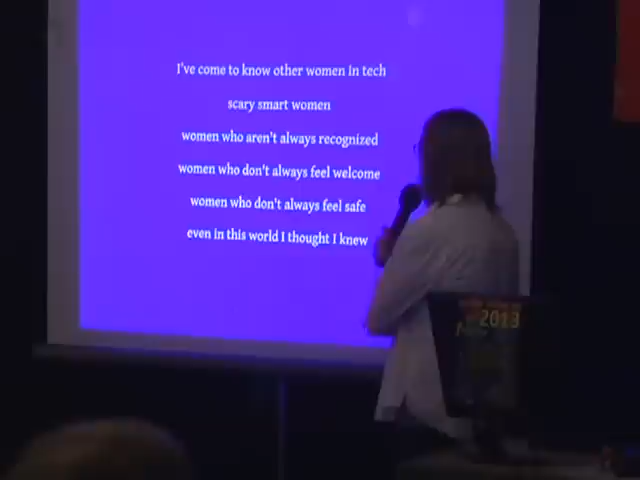 I've come to know other women in tech
scary smart women
women who aren't always recognized
women who don't always feel welcome
women who don't always feel safe
even in this world I thought I knew
2013